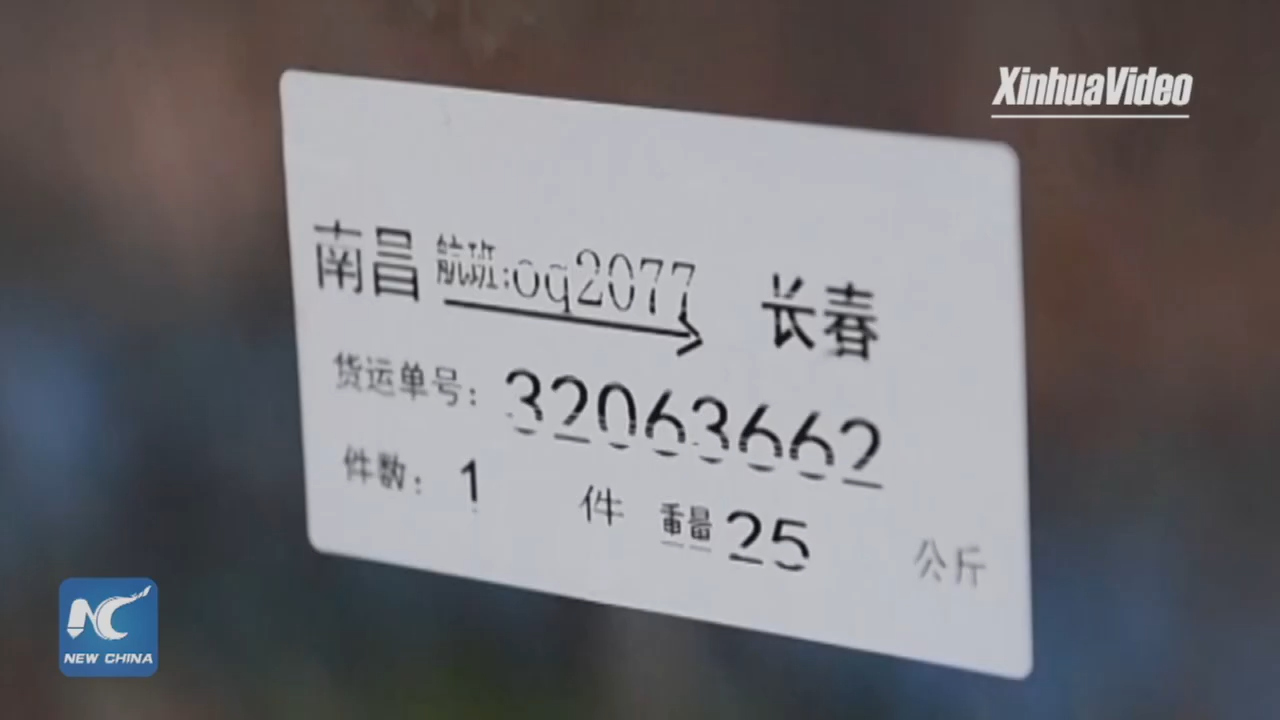 XinhuaVideo
南昌 航班:oq2077 长春
货运单号: 32063662
件数: 1 件 重量 25 公斤
NEW CHINA